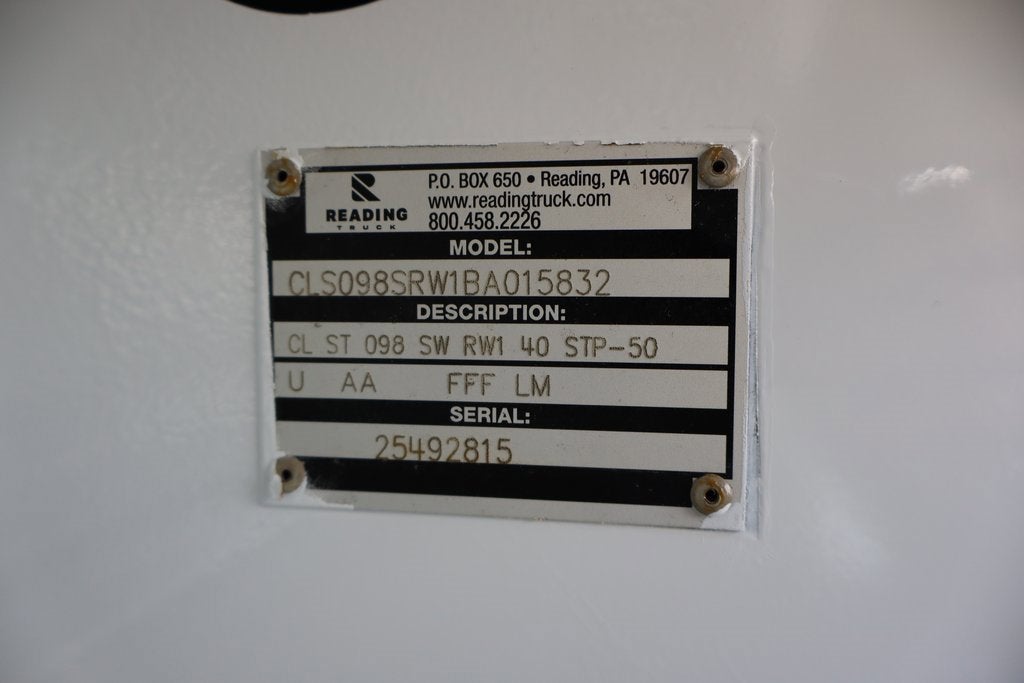 READING
TRUCK
P.O. BOX 650 • Reading, PA 19607
www.readingtruck.com
800.458.2226
MODEL:
CLS098SRW1BA015832
DESCRIPTION:
CL ST 098 SW RW1 40 STP-50
U AA FFF LM
SERIAL:
25492815